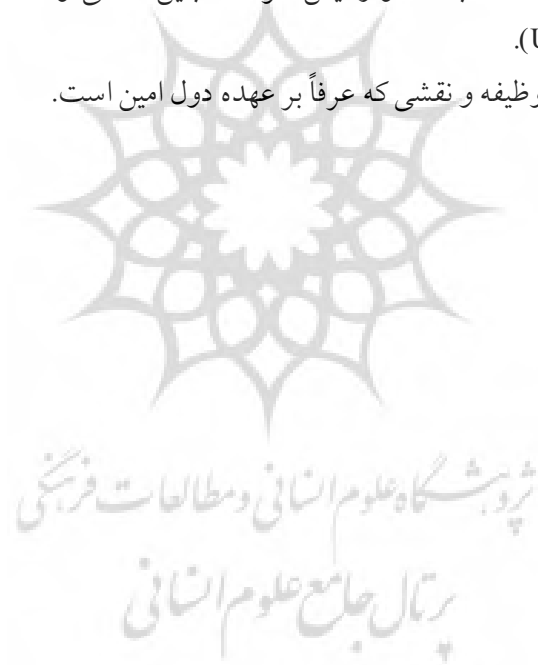 (U).
وظیفه و نقشی که عرفاً بر عهده دول امین است.
پژوهشگاه علوم انسانی و مطالعات فرهنگی
پرتال جامع علوم انسانی